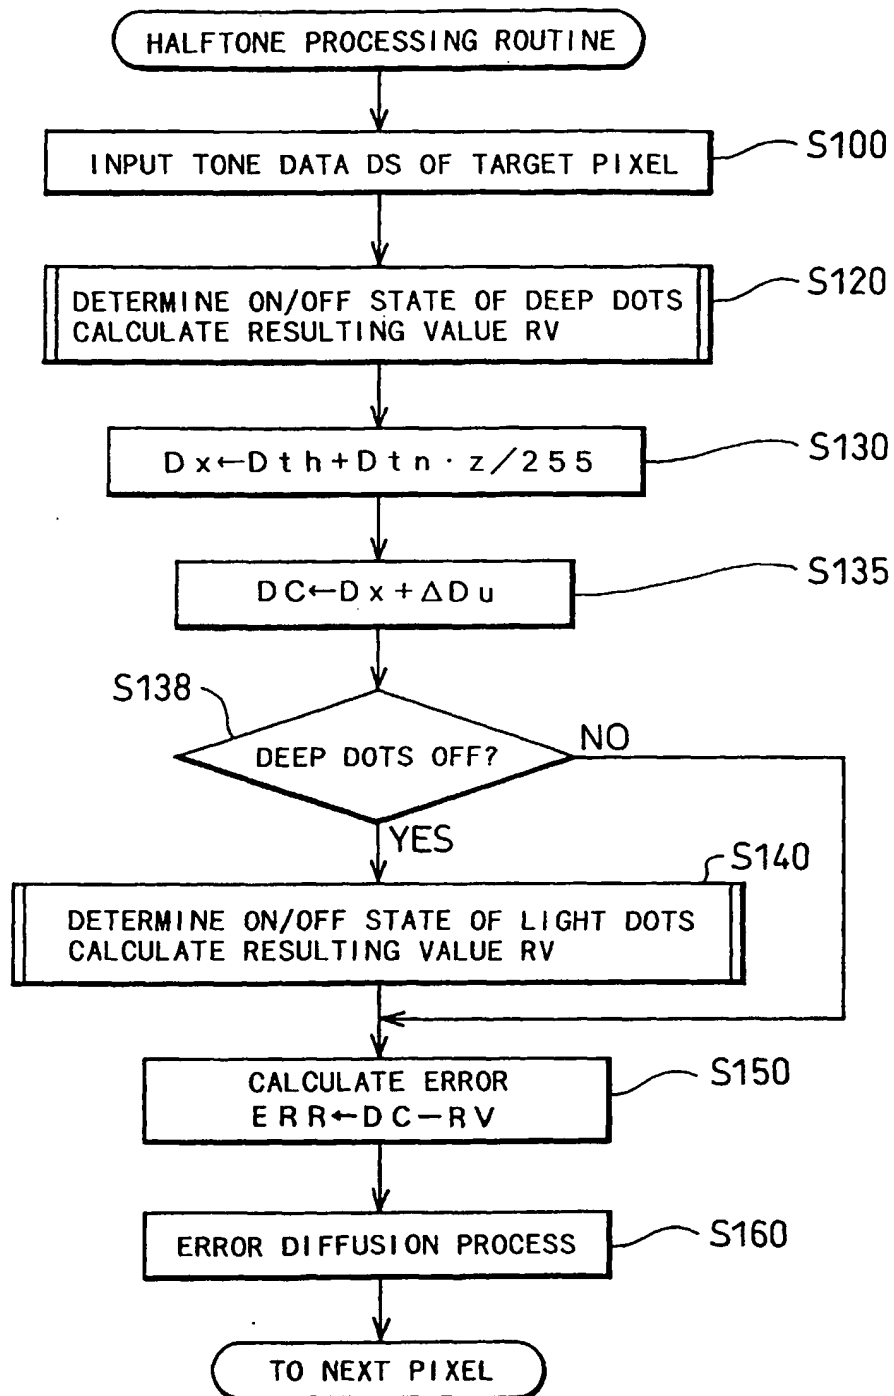 HALFTONE PROCESSING ROUTINE
INPUT TONE DATA DS OF TARGET PIXEL
S100
DETERMINE ON/OFF STATE OF DEEP DOTS
CALCULATE RESULTING VALUE RV
S120
Dx←Dth+Dtn·z/255
S130
DC←Dx+ΔDu
S135
S138
DEEP DOTS OFF?
NO
YES
S140
DETERMINE ON/OFF STATE OF LIGHT DOTS
CALCULATE RESULTING VALUE RV
CALCULATE ERROR
ERR←DC−RV
S150
ERROR DIFFUSION PROCESS
S160
TO NEXT PIXEL